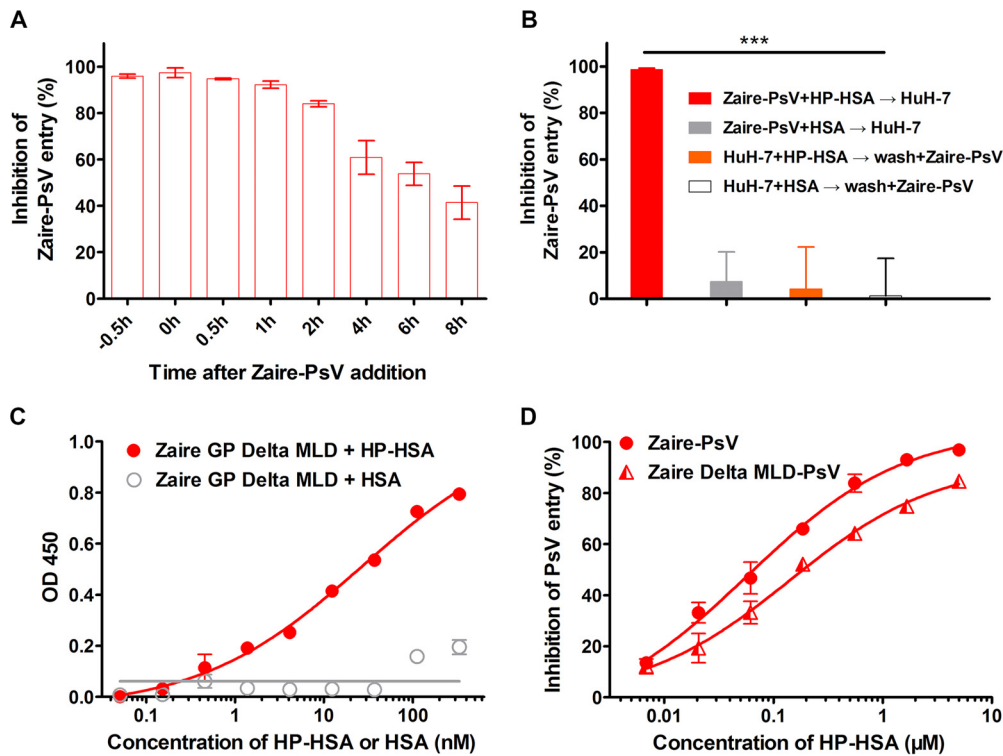 A
Inhibition of
Zaire-PsV entry (%)
100
80
60
40
20
0
-0.5h
0h
0.5h
1h
2h
4h
6h
8h
Time after Zaire-PsV addition
B
Inhibition of
Zaire-PsV entry (%)
100
80
60
40
20
0
***
Zaire-PsV+HP-HSA → HuH-7
Zaire-PsV+HSA → HuH-7
HuH-7+HP-HSA → wash+Zaire-PsV
HuH-7+HSA → wash+Zaire-PsV
C
OD 450
1.0
0.8
0.6
0.4
0.2
0.0
Zaire GP Delta MLD + HP-HSA
Zaire GP Delta MLD + HSA
0.1
1
10
100
Concentration of HP-HSA or HSA (nM)
D
Inhibition of PsV entry (%)
100
80
60
40
20
0
Zaire-PsV
Zaire Delta MLD-PsV
0.01
0.1
1
10
Concentration of HP-HSA (µM)